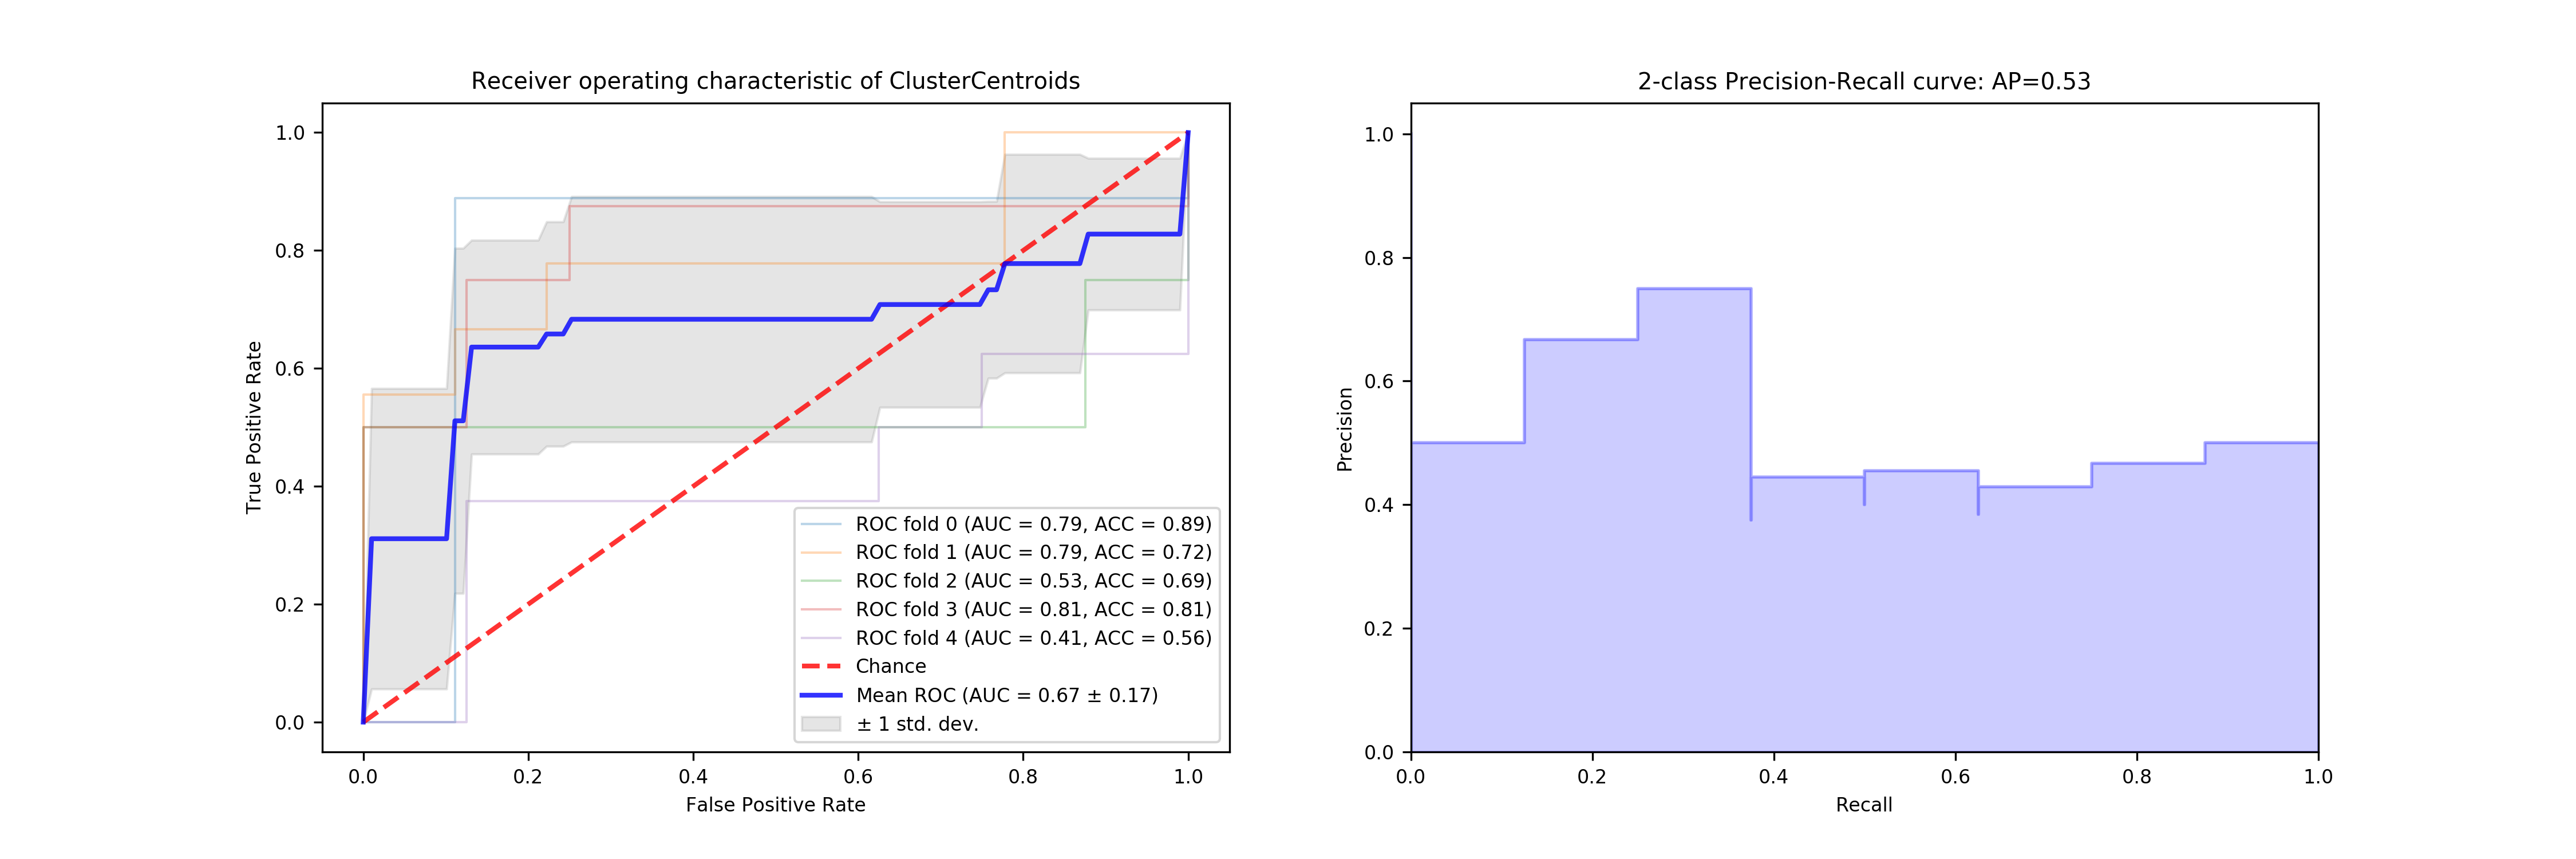 Receiver operating characteristic of ClusterCentroids
True Positive Rate
1.0
0.8
0.6
0.4
0.2
0.0
0.0 0.2 0.4 0.6 0.8 1.0
False Positive Rate
ROC fold 0 (AUC = 0.79, ACC = 0.89)
ROC fold 1 (AUC = 0.79, ACC = 0.72)
ROC fold 2 (AUC = 0.53, ACC = 0.69)
ROC fold 3 (AUC = 0.81, ACC = 0.81)
ROC fold 4 (AUC = 0.41, ACC = 0.56)
Chance
Mean ROC (AUC = 0.67 ± 0.17)
± 1 std. dev.
2-class Precision-Recall curve: AP=0.53
Precision
1.0
0.8
0.6
0.4
0.2
0.0
0.0 0.2 0.4 0.6 0.8 1.0
Recall